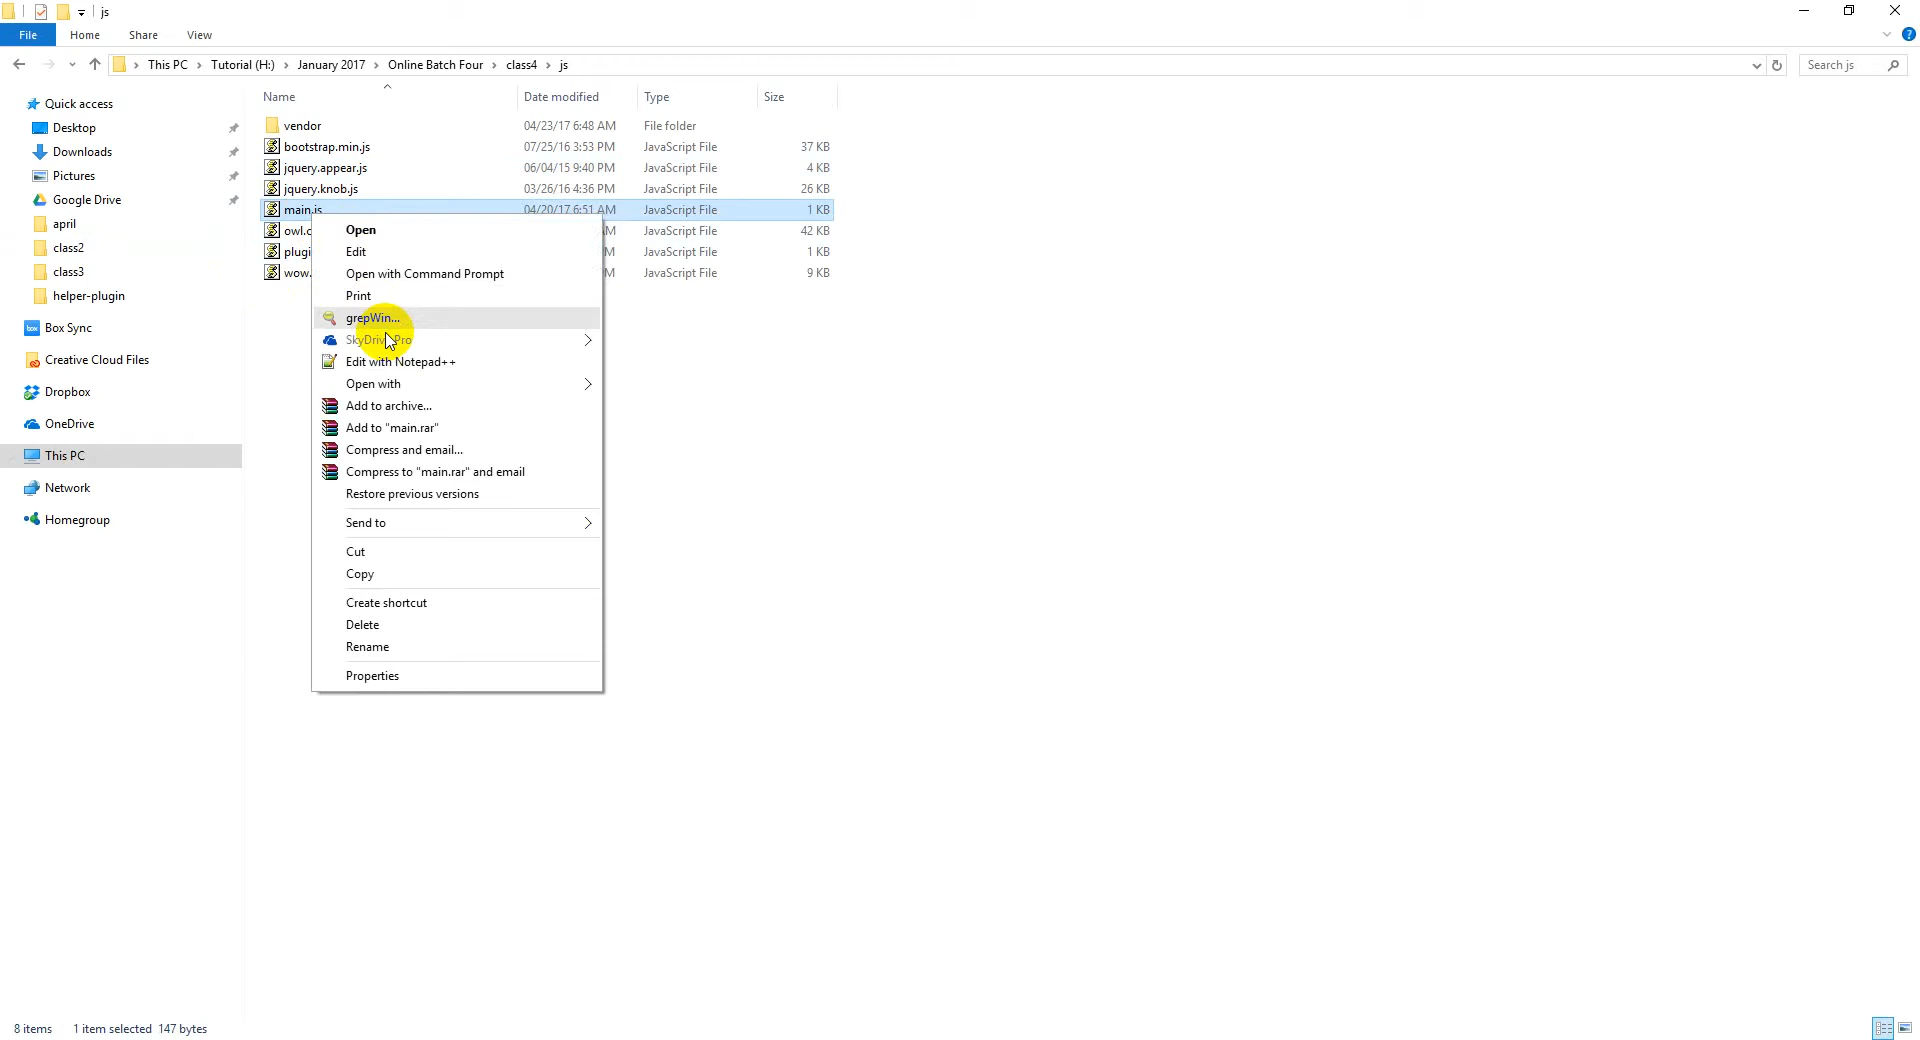 js
File Home Share View
This PC > Tutorial (H:) > January 2017 > Online Batch Four > class4 > js
Search js
Name Date modified Type Size
Quick access
Desktop
Downloads
Pictures
Google Drive
april
class2
class3
helper-plugin
Box Sync
Creative Cloud Files
Dropbox
OneDrive
This PC
Network
Homegroup
vendor 04/23/17 6:48 AM File folder
bootstrap.min.js 07/25/16 3:53 PM JavaScript File 37 KB
jquery.appear.js 06/04/15 9:40 PM JavaScript File 4 KB
jquery.knob.js 03/26/16 4:36 PM JavaScript File 26 KB
main.js 04/20/17 6:51 AM JavaScript File 1 KB
owl.c M JavaScript File 42 KB
plugi M JavaScript File 1 KB
wow. M JavaScript File 9 KB
Open
Edit
Open with Command Prompt
Print
grepWin...
SkyDrive Pro
Edit with Notepad++
Open with
Add to archive...
Add to "main.rar"
Compress and email...
Compress to "main.rar" and email
Restore previous versions
Send to
Cut
Copy
Create shortcut
Delete
Rename
Properties
8 items 1 item selected 147 bytes